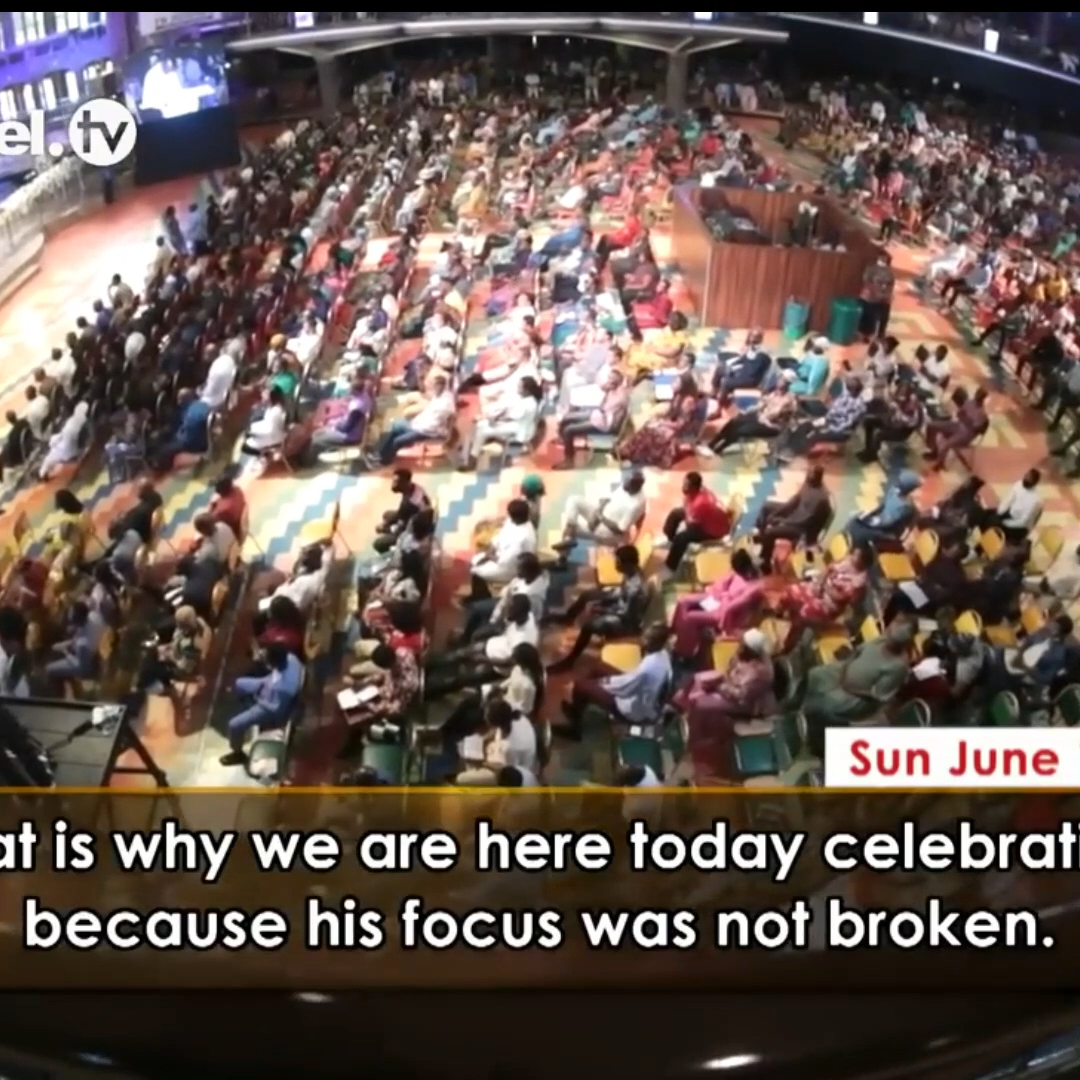 el.tv
Sun June
at is why we are here today celebrati
because his focus was not broken.